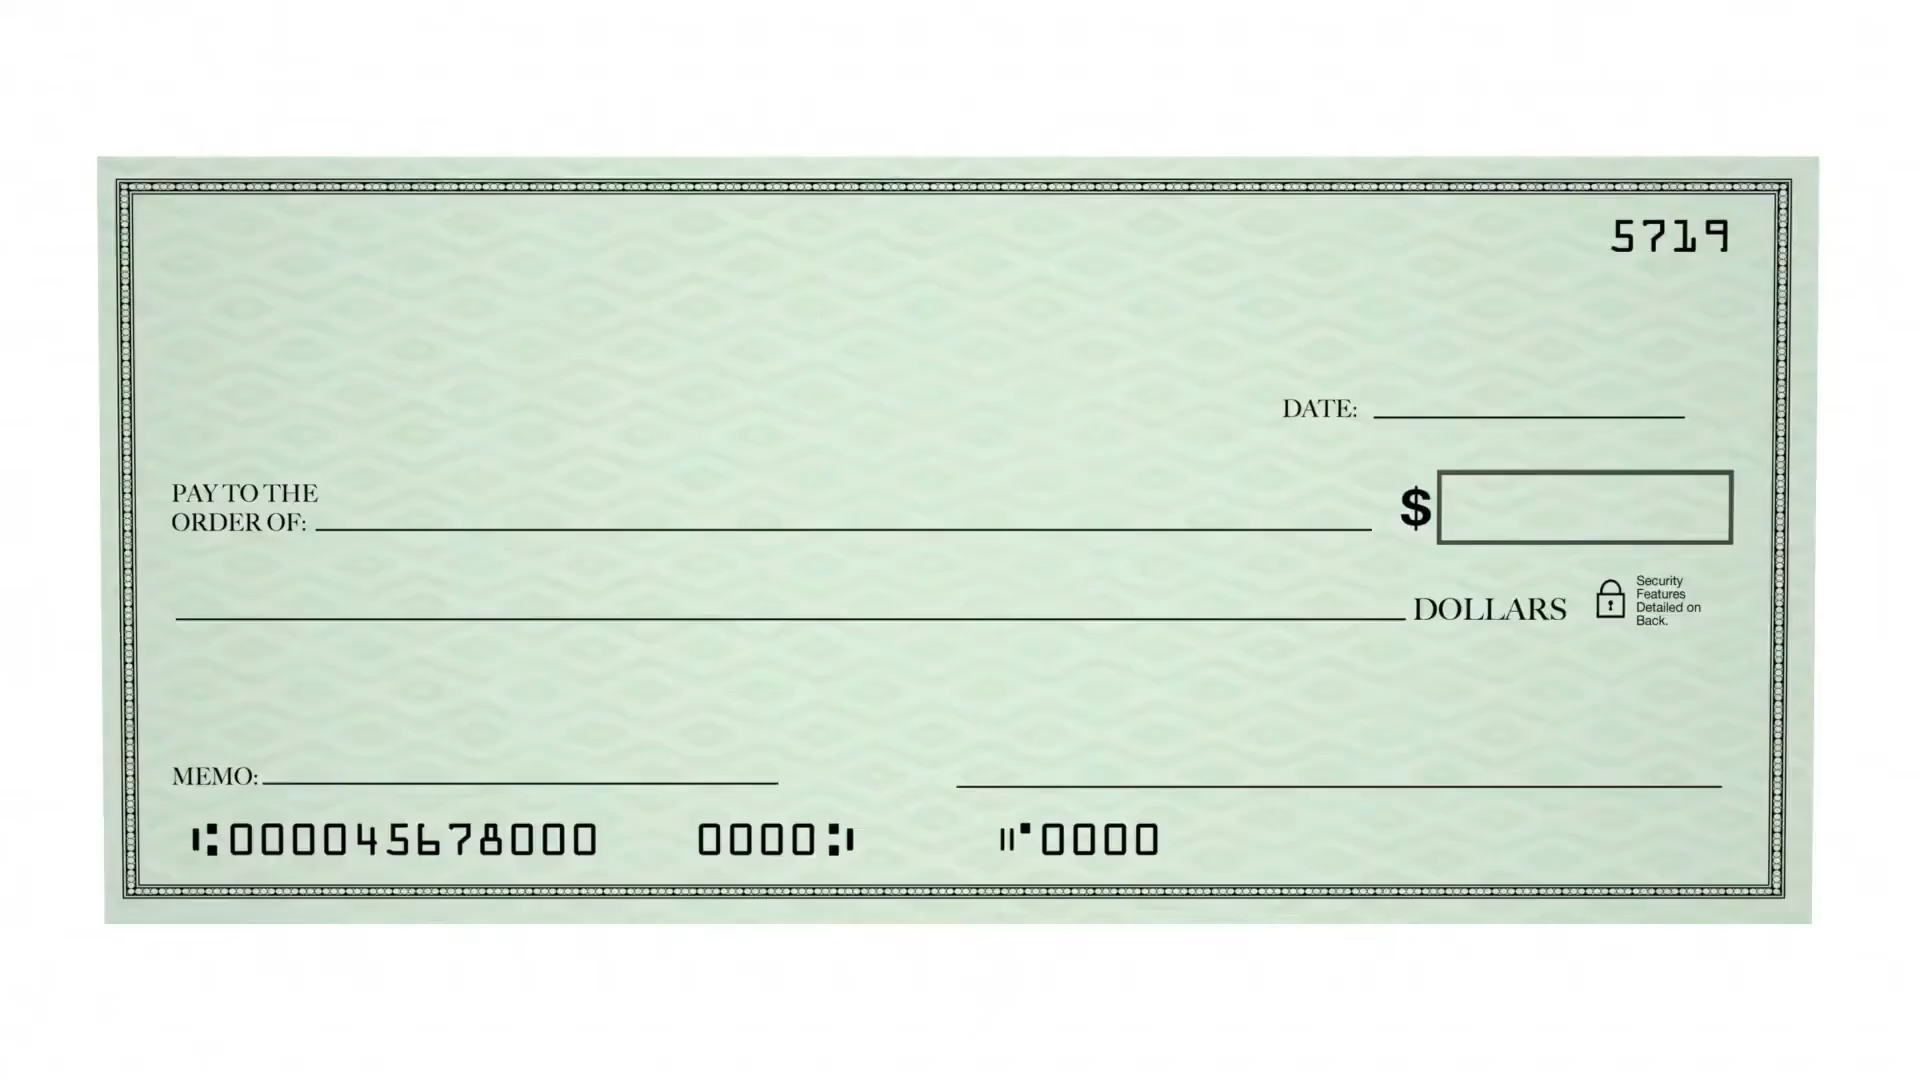 5719
DATE:
PAY TO THE
ORDER OF:
$
DOLLARS
Security
Features
Detailed on
Back.
MEMO:
⑆000045678000 0000⑆ ⑈0000